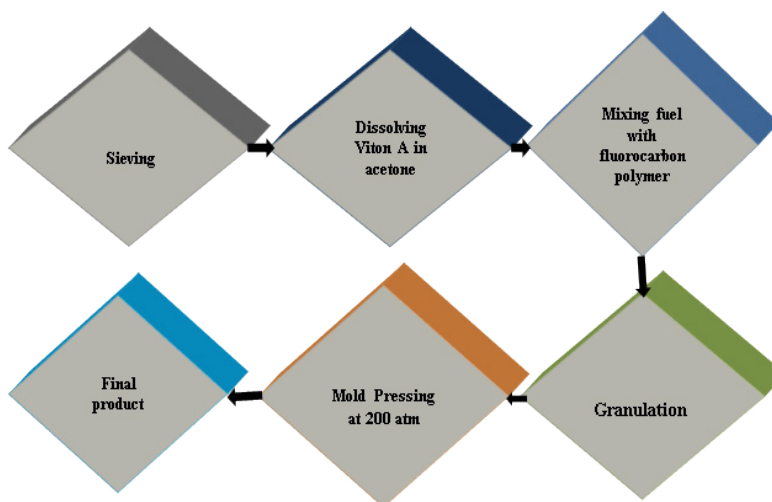 Sieving
Dissolving
Viton A in
acetone
Mixing fuel
with
fluorocarbon
polymer
Granulation
Mold Pressing
at 200 atm
Final
product